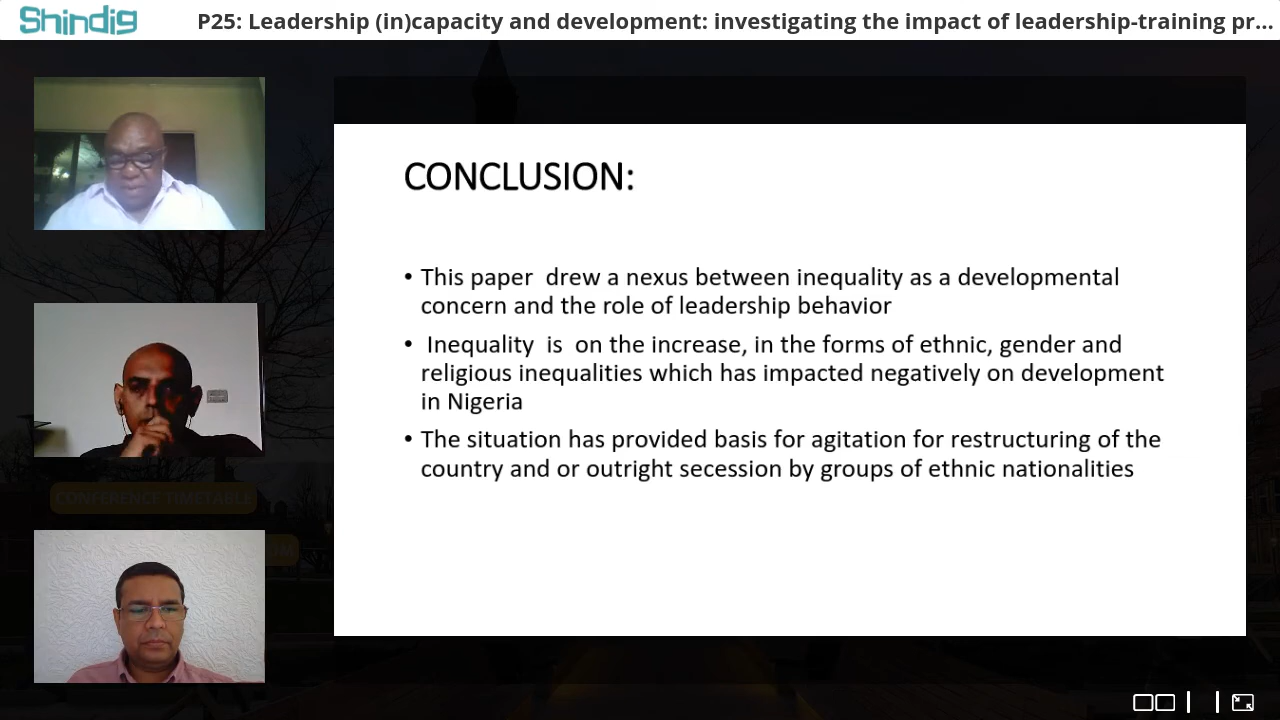 Shindig
P25: Leadership (in)capacity and development: investigating the impact of leadership-training pr...
CONCLUSION:
• This paper drew a nexus between inequality as a developmental
concern and the role of leadership behavior
• Inequality is on the increase, in the forms of ethnic, gender and
religious inequalities which has impacted negatively on development
in Nigeria
• The situation has provided basis for agitation for restructuring of the
country and or outright secession by groups of ethnic nationalities
CONFERENCE TIMETABLE